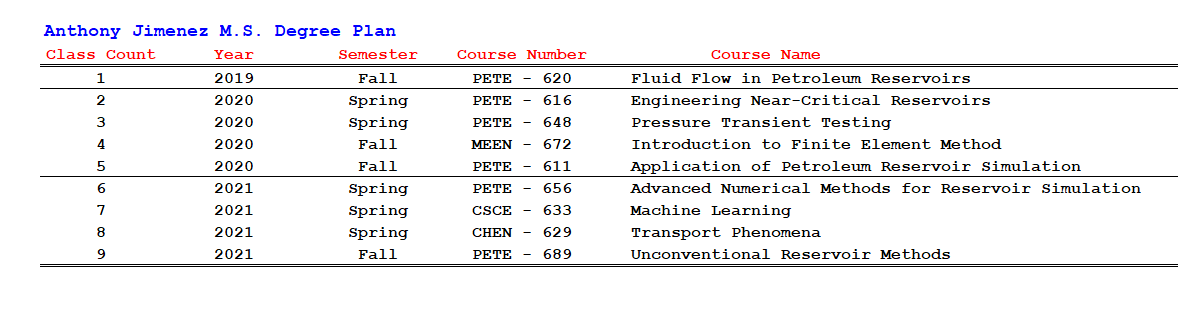 Anthony Jimenez M.S. Degree Plan
Class Count Year Semester Course Number Course Name
1 2019 Fall PETE - 620 Fluid Flow in Petroleum Reservoirs
2 2020 Spring PETE - 616 Engineering Near-Critical Reservoirs
3 2020 Spring PETE - 648 Pressure Transient Testing
4 2020 Fall MEEN - 672 Introduction to Finite Element Method
5 2020 Fall PETE - 611 Application of Petroleum Reservoir Simulation
6 2021 Spring PETE - 656 Advanced Numerical Methods for Reservoir Simulation
7 2021 Spring CSCE - 633 Machine Learning
8 2021 Spring CHEN - 629 Transport Phenomena
9 2021 Fall PETE - 689 Unconventional Reservoir Methods